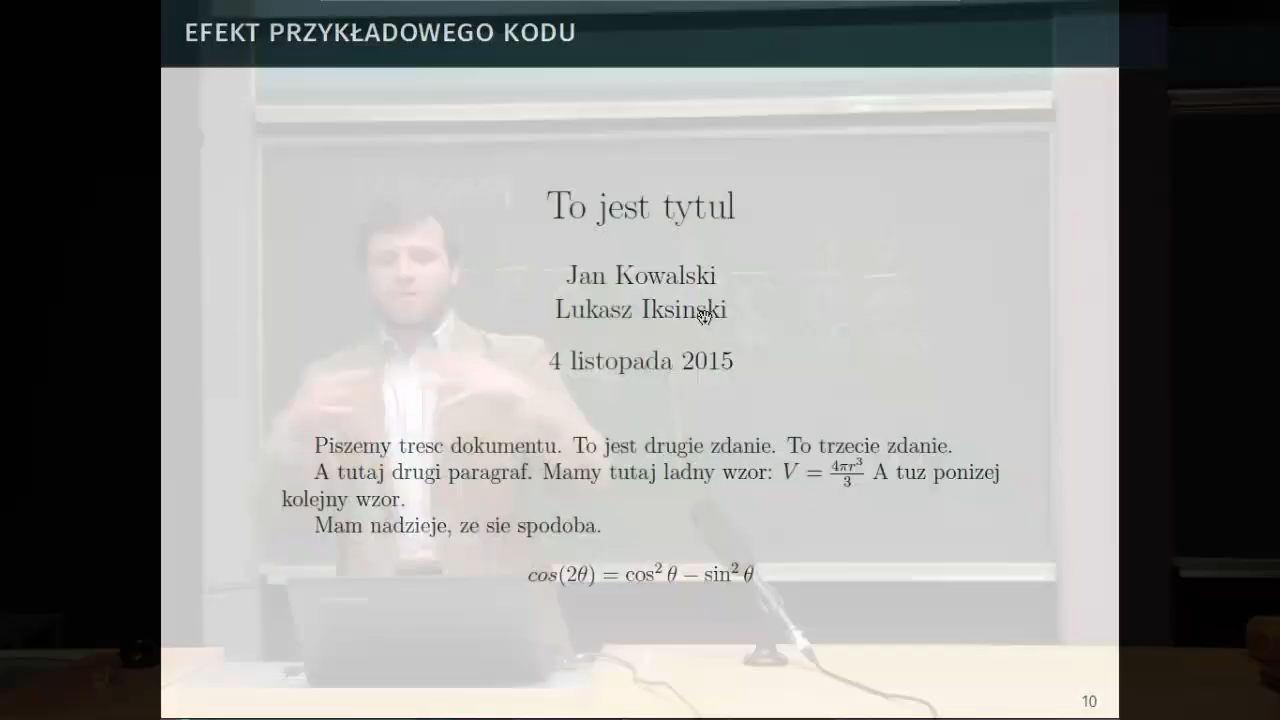 EFEKT PRZYKŁADOWEGO KODU
To jest tytul
Jan Kowalski
Lukasz Iksinski
4 listopada 2015
Piszemy tresc dokumentu. To jest drugie zdanie. To trzecie zdanie.
A tutaj drugi paragraf. Mamy tutaj ladny wzor: V = \frac{4πr³}{3} A tuz ponizej
kolejny wzor.
Mam nadzieje, ze sie spodoba.
cos(2θ) = cos² θ − sin² θ
10